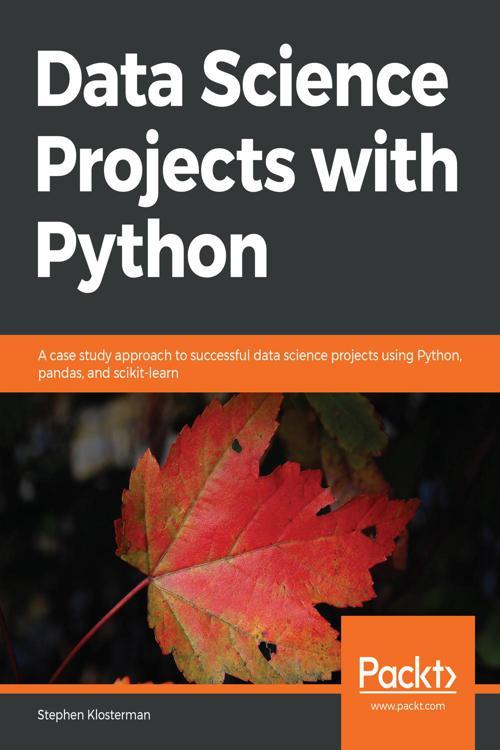 Data Science
Projects with
Python
A case study approach to successful data science projects using Python,
pandas, and scikit-learn
Packt>
www.packt.com
Stephen Klosterman